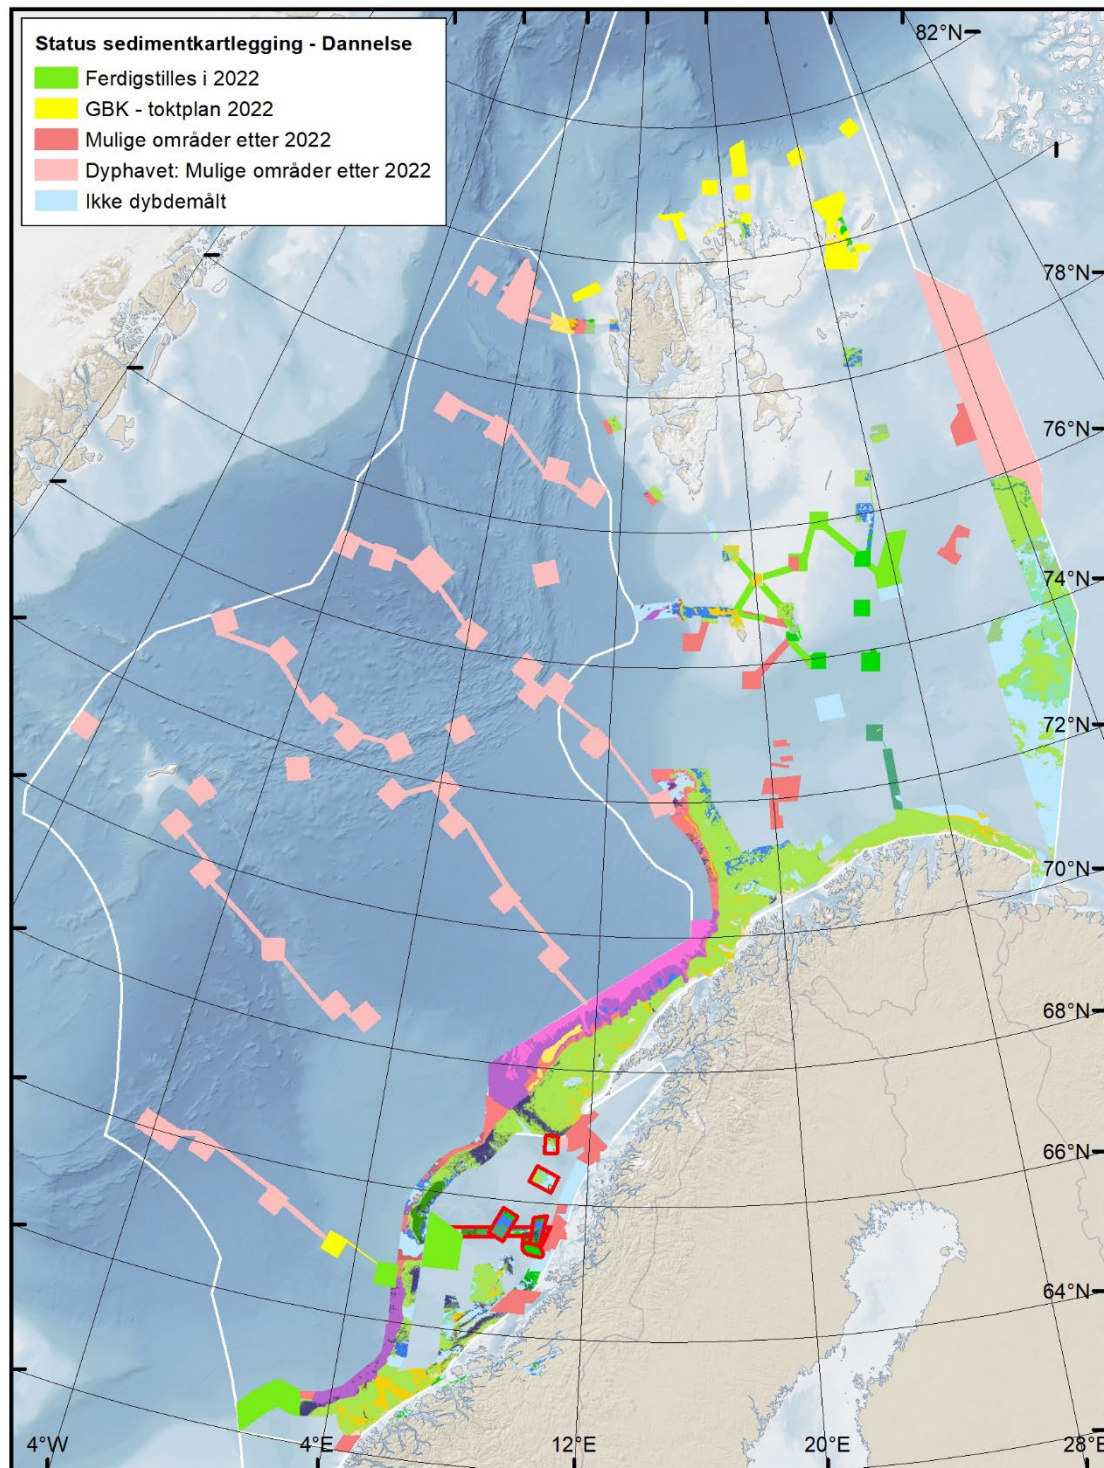 Status sedimentkartlegging - Dannelse
Ferdigstilles i 2022
GBK - toktplan 2022
Mulige områder etter 2022
Dyphavet: Mulige områder etter 2022
Ikke dybdemålt
82°N
78°N
76°N
74°N
72°N
70°N
68°N
66°N
64°N
4°W
4°E
12°E
20°E
28°E